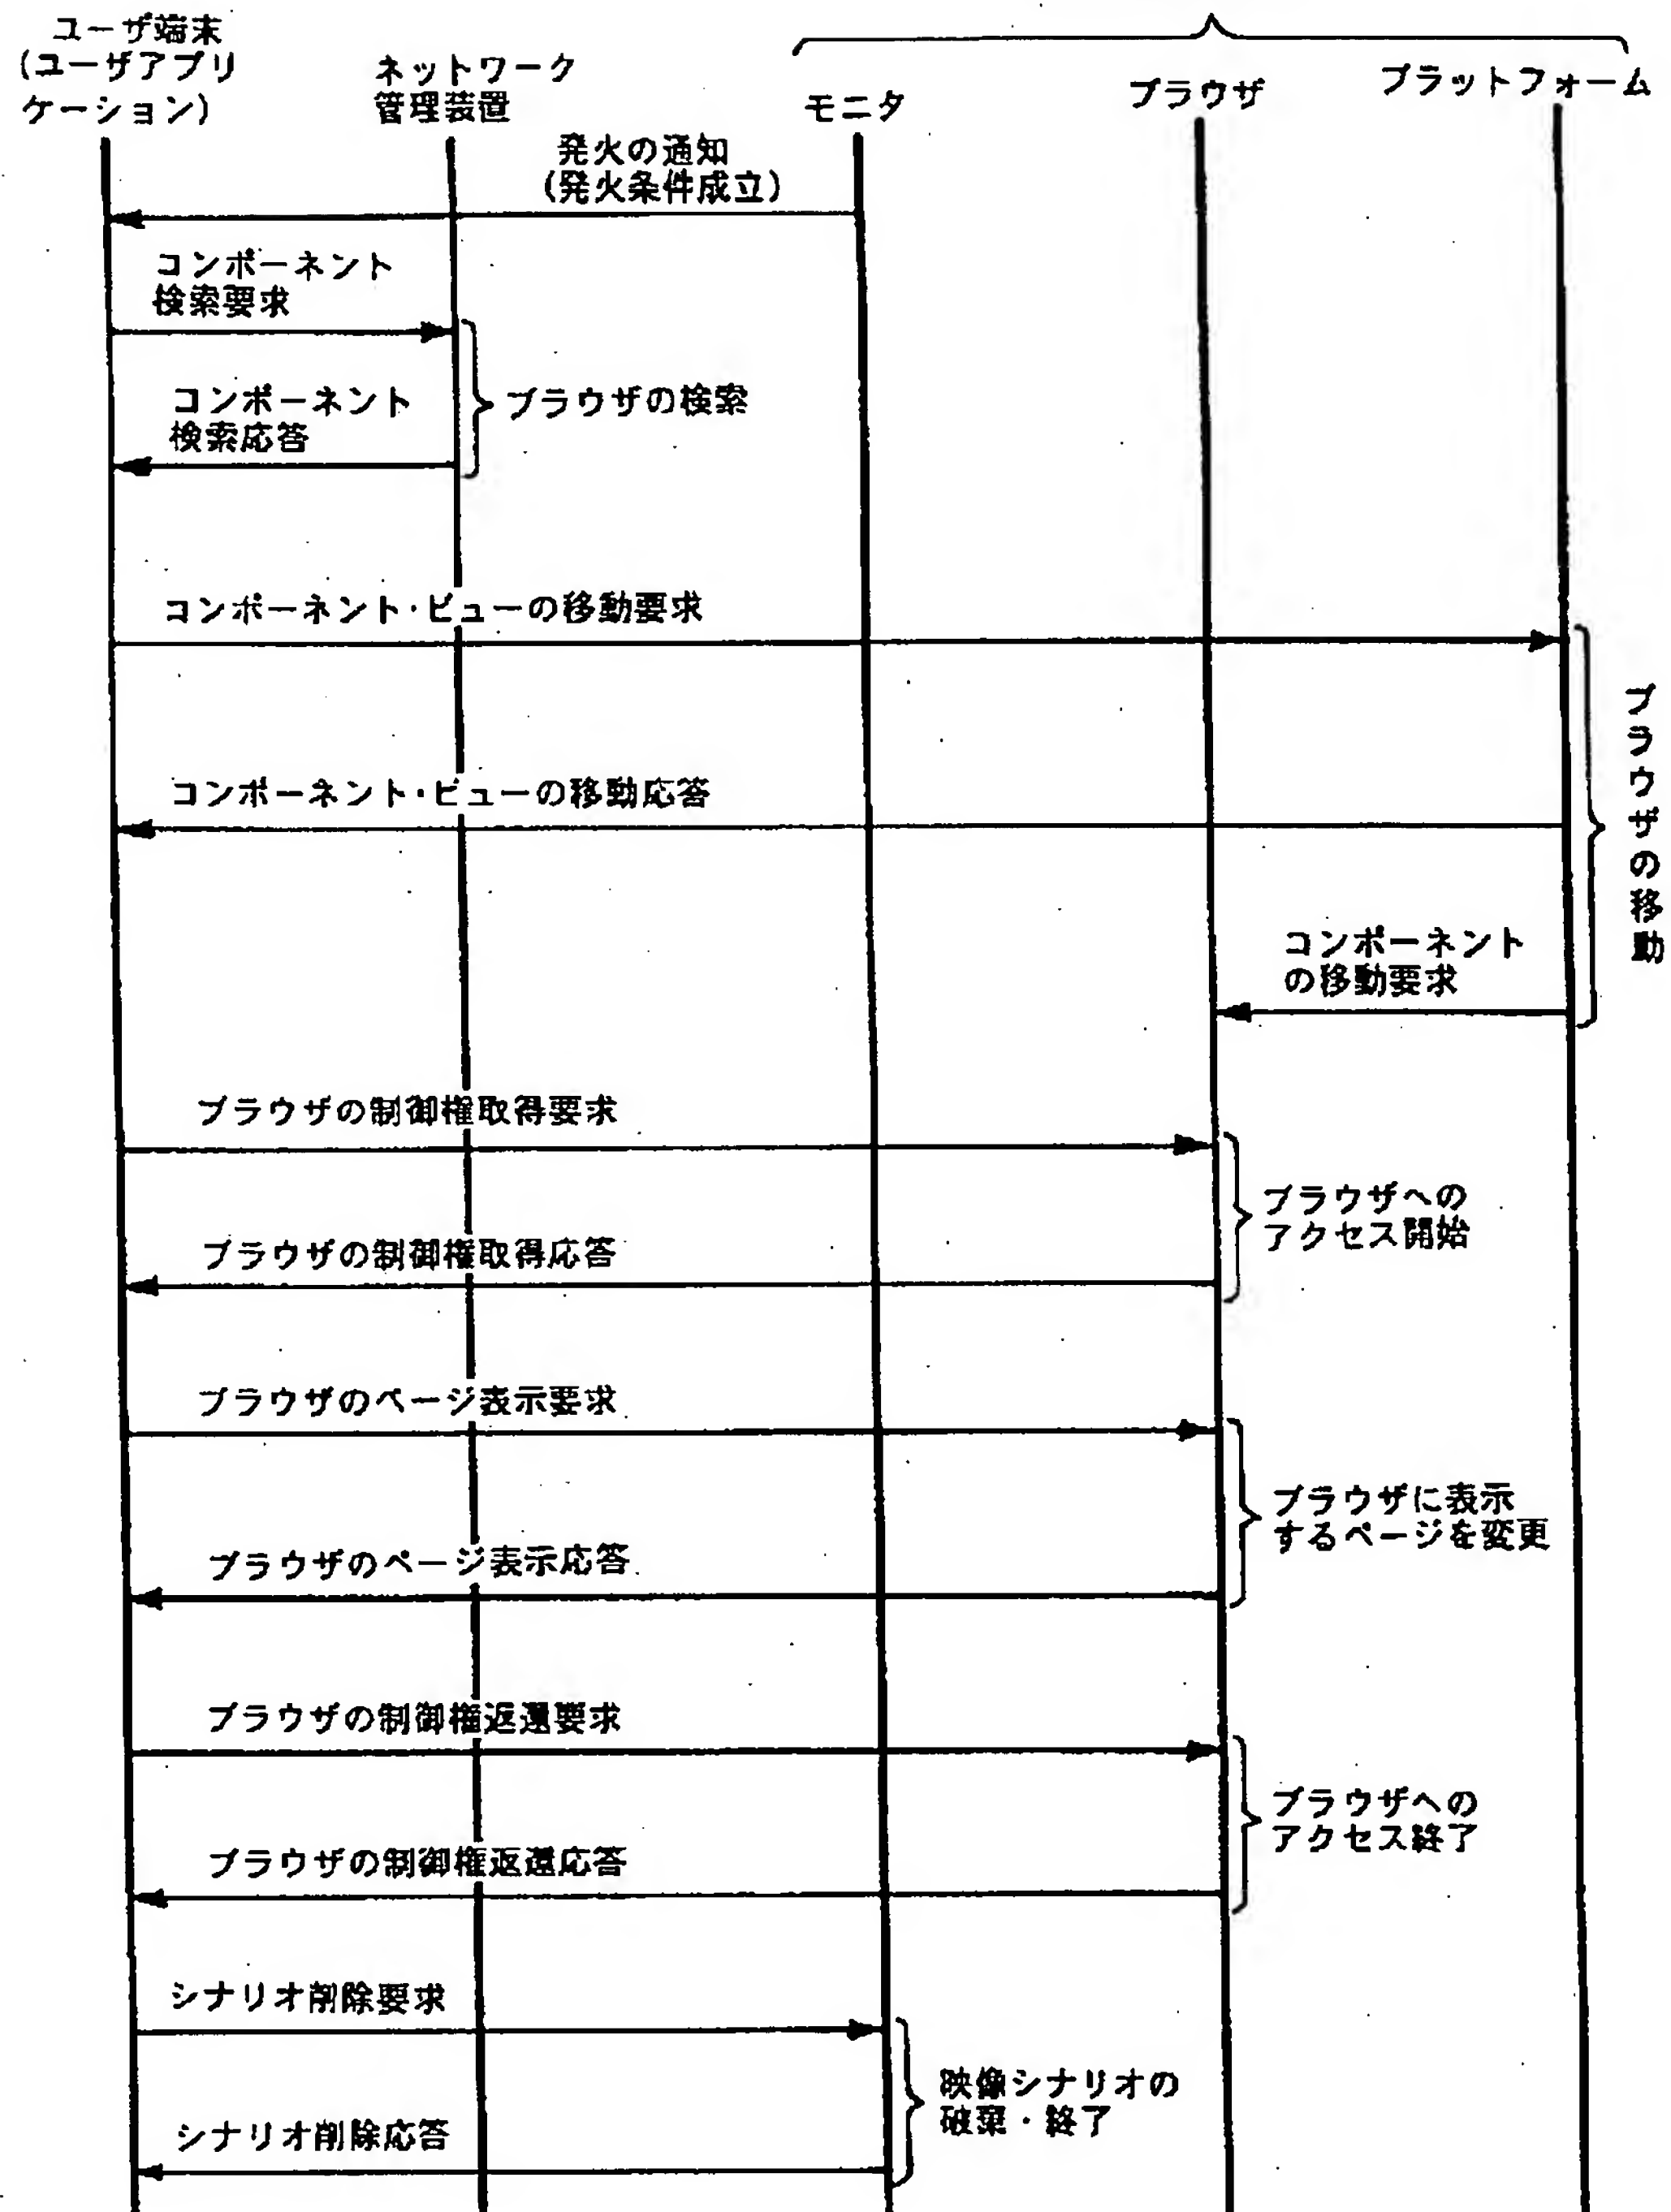 ユーザ端末
(ユーザアプリ
ケーション)
ネットワーク
管理装置
モニタ
ブラウザ
プラットフォーム
発火の通知
(発火条件成立)
コンポーネント
検索要求
コンポーネント
検索応答
ブラウザの検索
コンポーネント・ビューの移動要求
コンポーネント・ビューの移動応答
ブラウザの移動
コンポーネント
の移動要求
ブラウザの制御権取得要求
ブラウザの制御権取得応答
ブラウザへの
アクセス開始
ブラウザのページ表示要求
ブラウザのページ表示応答
ブラウザに表示
するページを変更
ブラウザの制御権返還要求
ブラウザの制御権返還応答
ブラウザへの
アクセス終了
シナリオ削除要求
シナリオ削除応答
映像シナリオの
破棄・終了